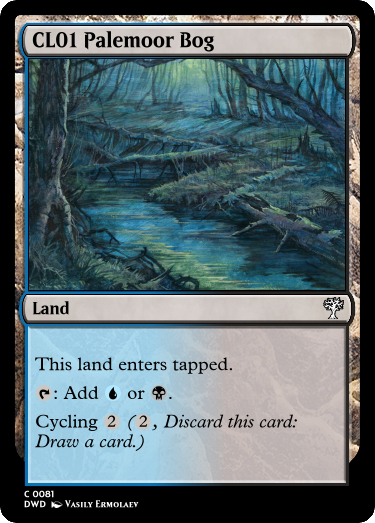 CL01 Palemoor Bog
Land
This land enters tapped.
: Add or .
Cycling 2 ( 2 , Discard this card:
Draw a card.)
C 0081
DWD Vasily Ermolaev